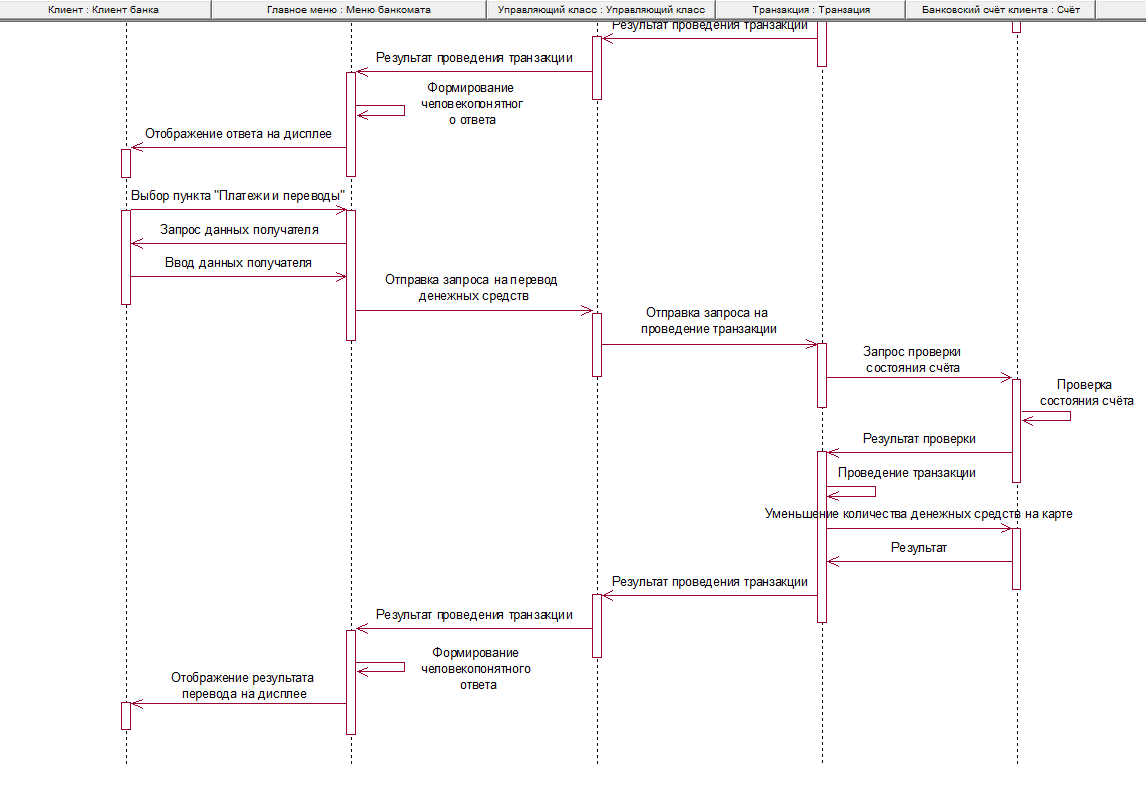 Клиент : Клиент банка
Главное меню : Меню банкомата
Управляющий класс : Управляющий класс
Транзакция : Транзация
Банковский счёт клиента : Счёт
Результат проведения транзакции
Результат проведения транзакции
Формирование
человекопонятног
о ответа
Отображение ответа на дисплее
Выбор пункта "Платежи и переводы"
Запрос данных получателя
Ввод данных получателя
Отправка запроса на перевод
денежных средств
Отправка запроса на
проведение транзакции
Запрос проверки
состояния счёта
Проверка
состояния счёта
Результат проверки
Проведение транзакции
Уменьшение количества денежных средств на карте
Результат
Результат проведения транзакции
Результат проведения транзакции
Формирование
человекопонятного
ответа
Отображение результата
перевода на дисплее